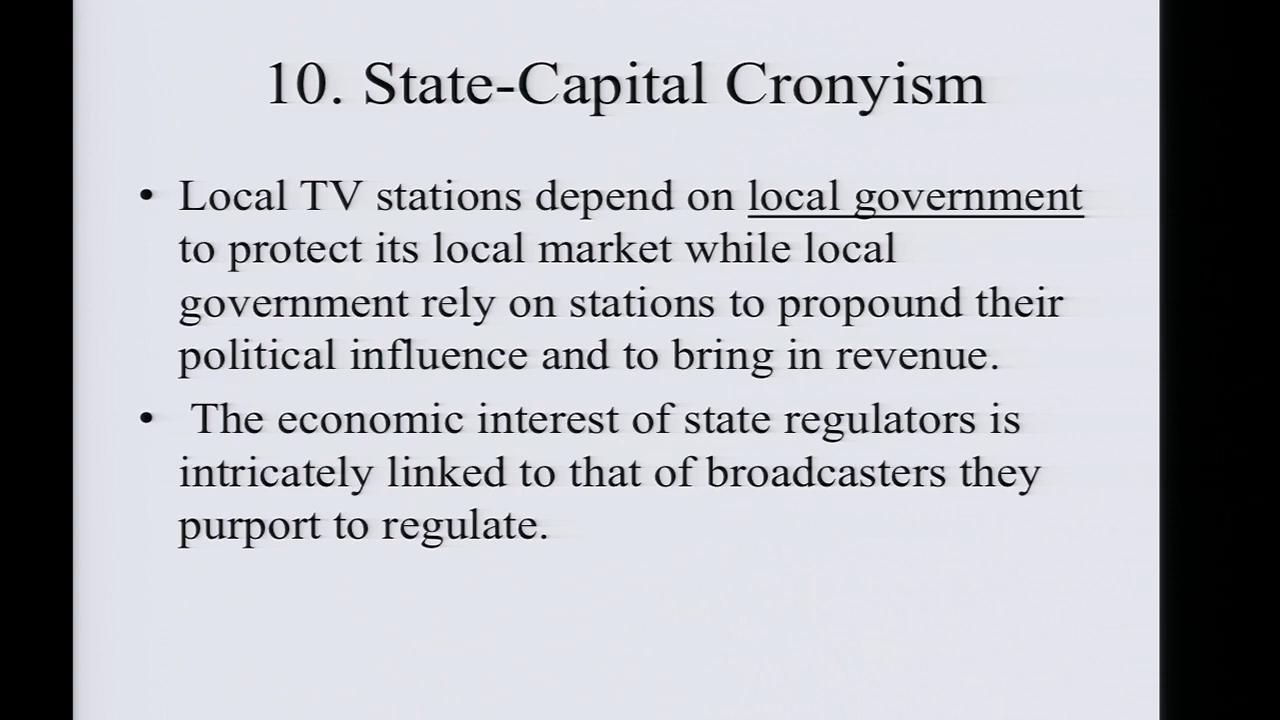 10. State-Capital Cronyism
• Local TV stations depend on local government
to protect its local market while local
government rely on stations to propound their
political influence and to bring in revenue.
• The economic interest of state regulators is
intricately linked to that of broadcasters they
purport to regulate.